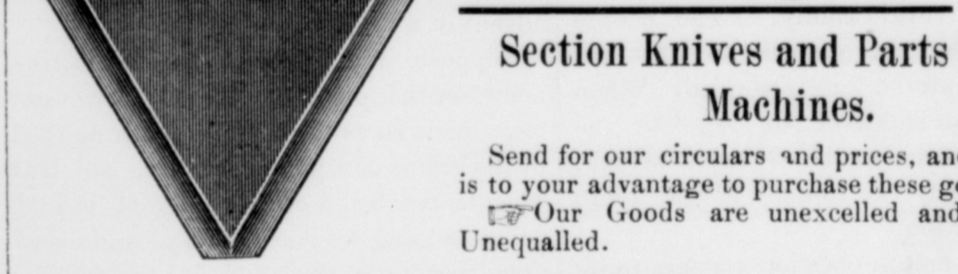 Section Knives and Parts
Machines.
Send for our circulars and prices, an
is to your advantage to purchase these g
☞Our Goods are unexcelled and
Unequalled.